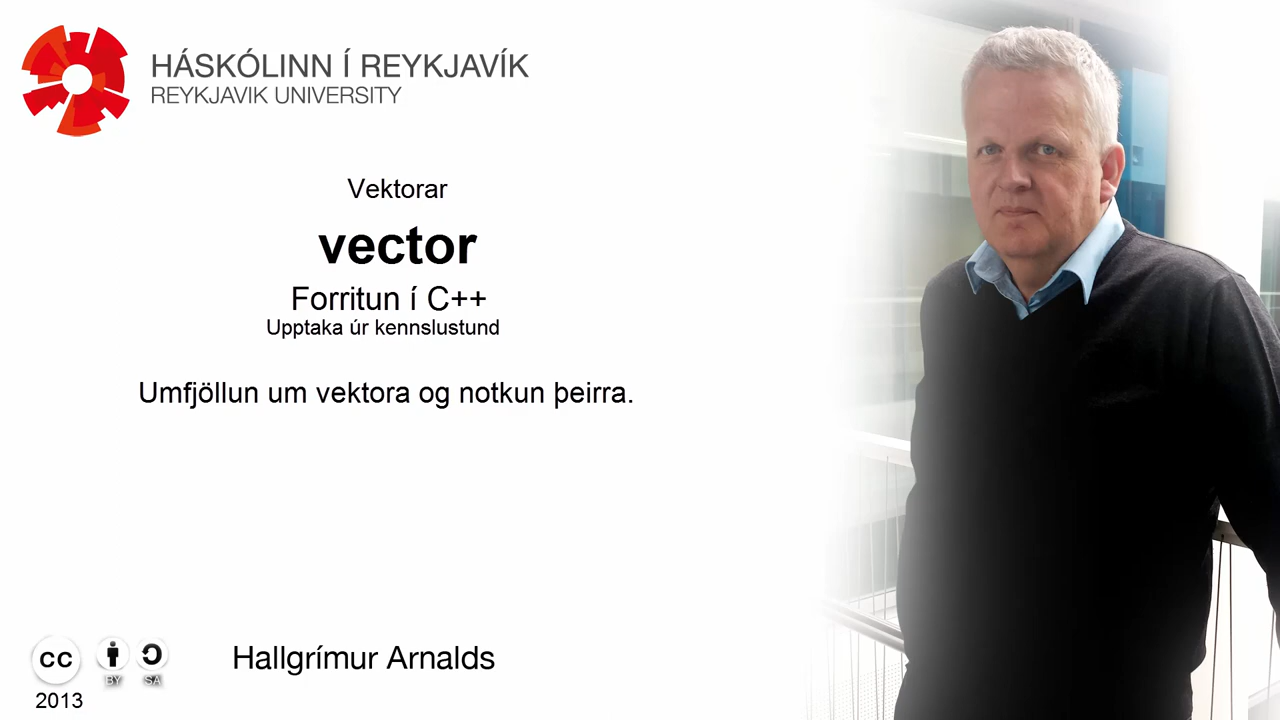 HÁSKÓLINN Í REYKJAVÍK
REYKJAVIK UNIVERSITY
Vektorar
vector
Forritun í C++
Upptaka úr kennslustund
Umfjöllun um vektora og notkun þeirra.
Hallgrímur Arnalds
cc
BY SA
2013